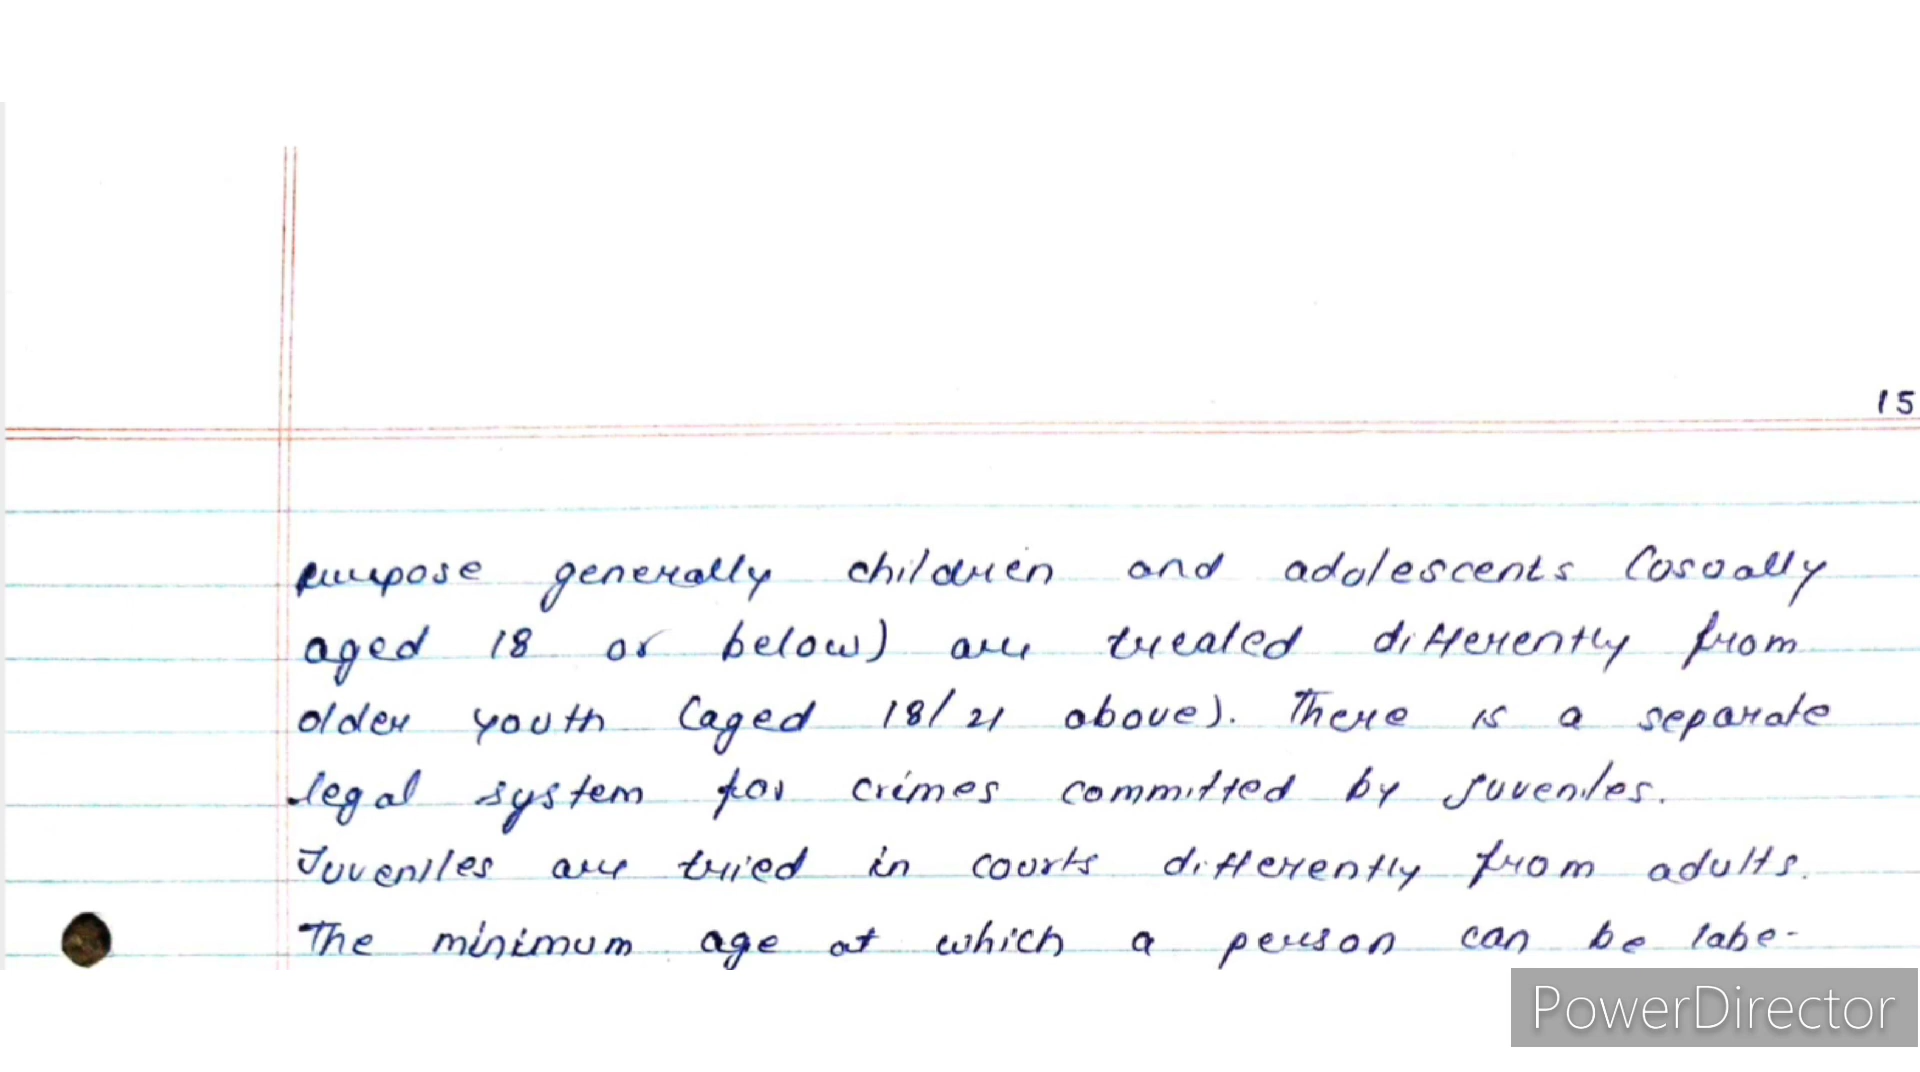 15
purpose generally children and adolescents (usually
aged 18 or below) are treated differently from
older youth (aged 18/21 above). There is a separate
legal system for crimes committed by juveniles.
Juveniles are tried in courts differently from adults.
The minimum age at which a person can be labe-
PowerDirector